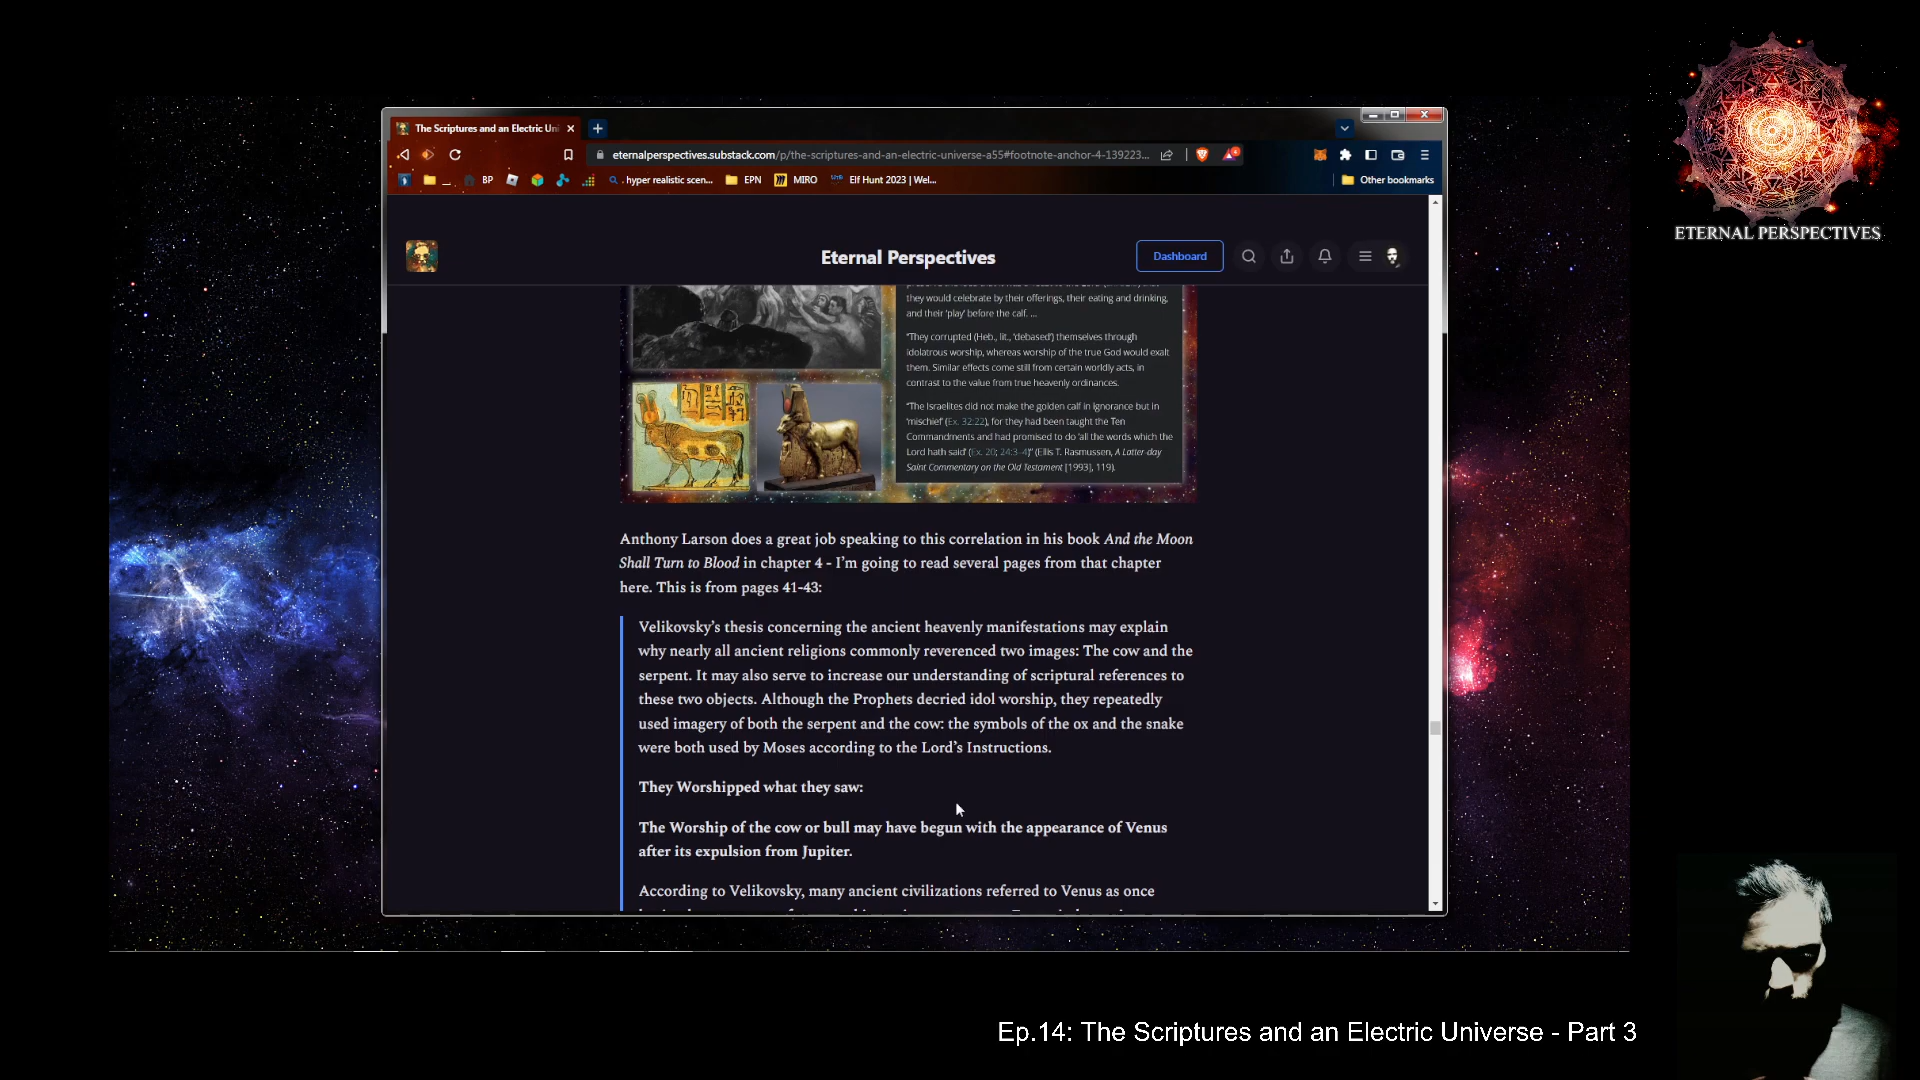 ETERNAL PERSPECTIVES
The Scriptures and an Electric Uni
eternalperspectives.substack.com/p/the-scriptures-and-an-electric-universe-a55#footnote-anchor-4-139223...
BP
. hyper realistic scen...
EPN
MIRO
Elf Hunt 2023 | Wel...
Other bookmarks
Eternal Perspectives
Dashboard
they would celebrate by their offerings, their eating and drinking,
and their 'play' before the calf. ...
"They corrupted (Heb., lit., 'debased') themselves through
idolatrous worship, whereas worship of the true God would exalt
them. Similar effects come still from certain worldly acts, in
contrast to the value from true heavenly ordinances.
"The Israelites did not make the golden calf in ignorance but in
'mischief' (Ex. 32:22), for they had been taught the Ten
Commandments and had promised to do 'all the words which the
Lord hath said' (Ex. 20; 24:3–4)" (Ellis T. Rasmussen, A Latter-day
Saint Commentary on the Old Testament [1993], 119).
Anthony Larson does a great job speaking to this correlation in his book And the Moon
Shall Turn to Blood in chapter 4 - I'm going to read several pages from that chapter
here. This is from pages 41-43:
Velikovsky's thesis concerning the ancient heavenly manifestations may explain
why nearly all ancient religions commonly reverenced two images: The cow and the
serpent. It may also serve to increase our understanding of scriptural references to
these two objects. Although the Prophets decried idol worship, they repeatedly
used imagery of both the serpent and the cow: the symbols of the ox and the snake
were both used by Moses according to the Lord's Instructions.
They Worshipped what they saw:
The Worship of the cow or bull may have begun with the appearance of Venus
after its expulsion from Jupiter.
According to Velikovsky, many ancient civilizations referred to Venus as once
Ep.14: The Scriptures and an Electric Universe - Part 3